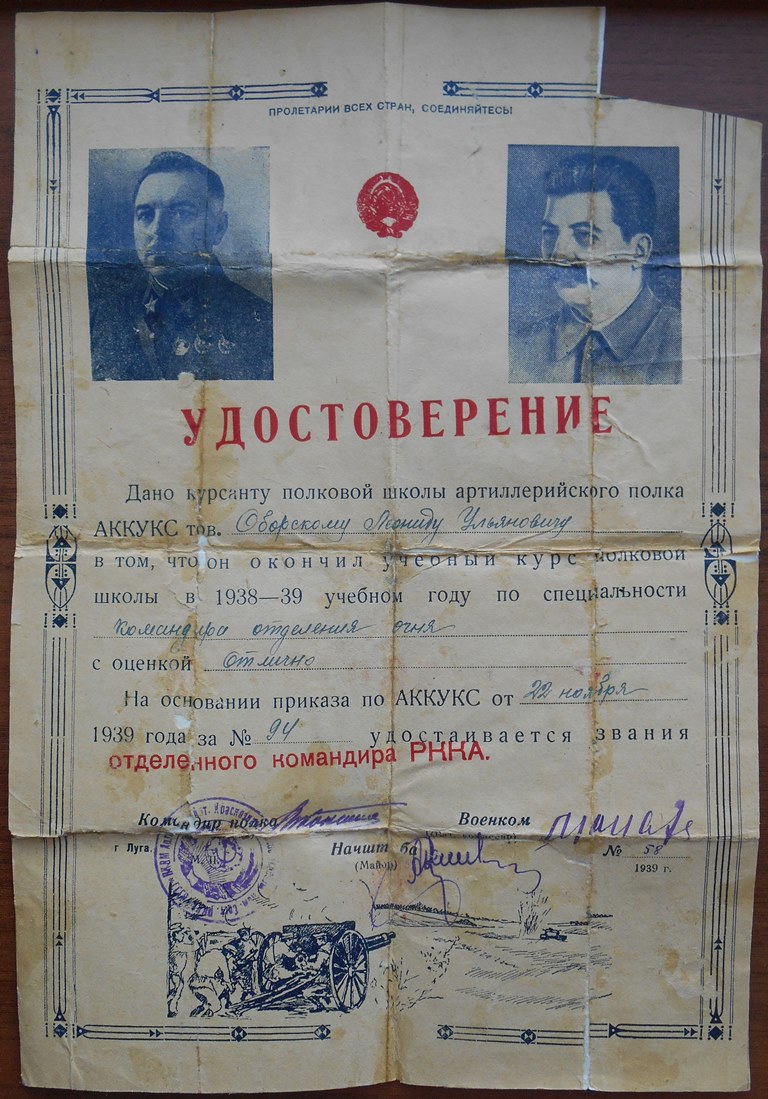 ПРОЛЕТАРИИ ВСЕХ СТРАН, СОЕДИНЯЙТЕСЬ!
УДОСТОВЕРЕНИЕ
Дано курсанту полковой школы артиллерийского полка
АККУКС тов. Оборскому Леониду Ульяновичу
в том, что он окончил учебный курс полковой
школы в 1938—39 учебном году по специальности
командира отделения огня
с оценкой отлично
На основании приказа по АККУКС от 22 ноября
1939 года за № 94 удостаивается звания
отделенного командира РККА.
Командир полка Военком
г Луга. Начштаба № 58
(Майор) 1939 г.